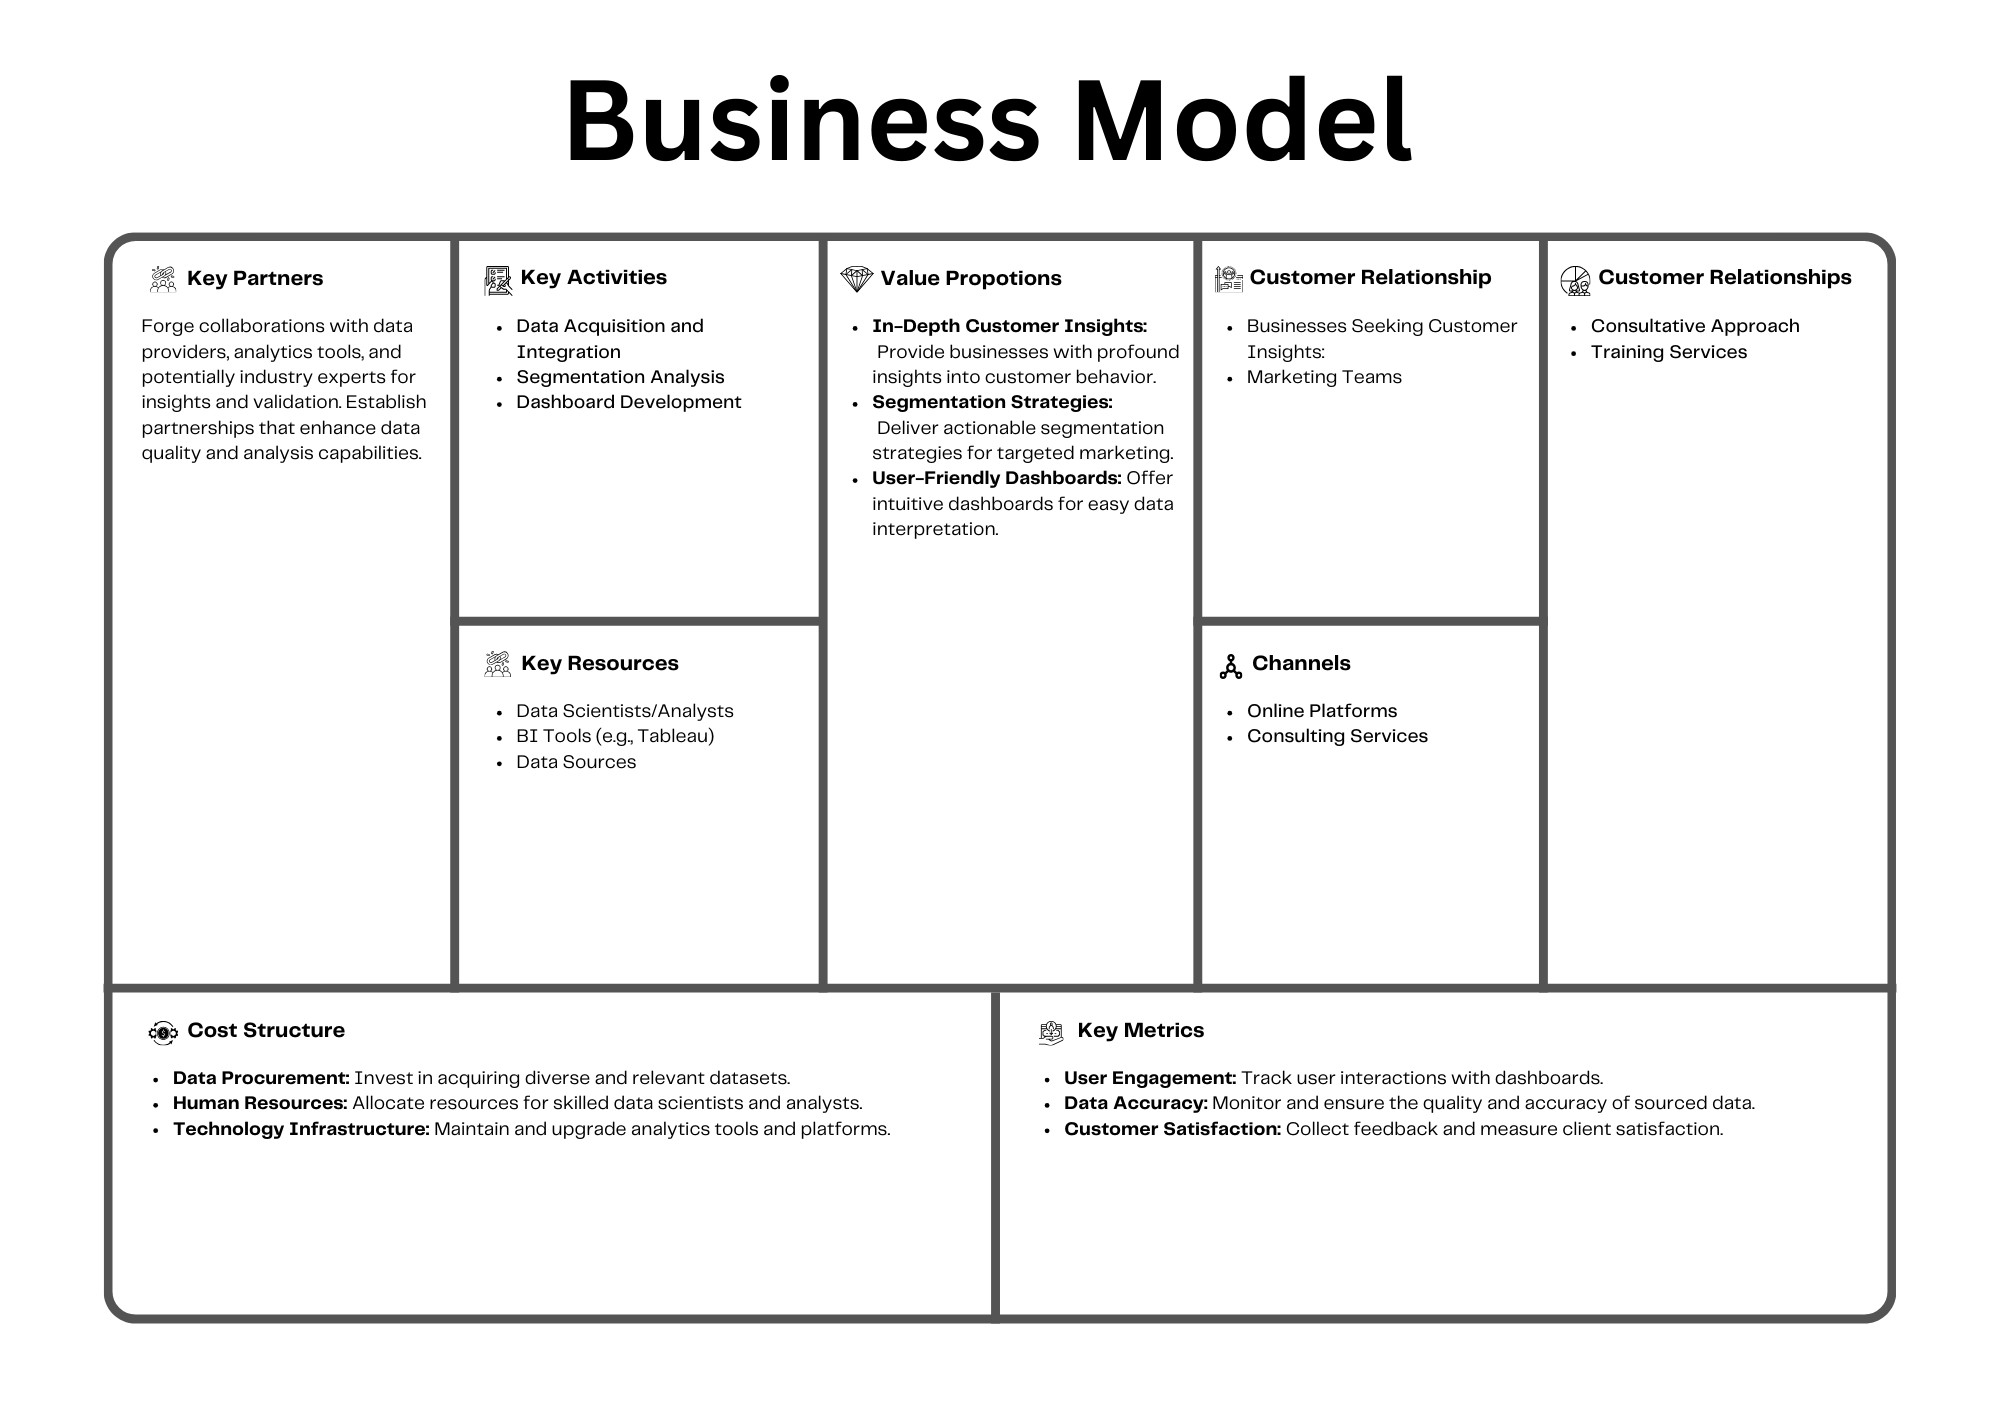 Business Model
Key Partners
Forge collaborations with data
providers, analytics tools, and
potentially industry experts for
insights and validation. Establish
partnerships that enhance data
quality and analysis capabilities.
Key Activities
• Data Acquisition and
Integration
• Segmentation Analysis
• Dashboard Development
Key Resources
• Data Scientists/Analysts
• BI Tools (e.g., Tableau)
• Data Sources
Value Propotions
• In-Depth Customer Insights:
Provide businesses with profound
insights into customer behavior.
• Segmentation Strategies:
Deliver actionable segmentation
strategies for targeted marketing.
• User-Friendly Dashboards: Offer
intuitive dashboards for easy data
interpretation.
Customer Relationship
• Businesses Seeking Customer
Insights:
• Marketing Teams
Channels
• Online Platforms
• Consulting Services
Customer Relationships
• Consultative Approach
• Training Services
Cost Structure
• Data Procurement: Invest in acquiring diverse and relevant datasets.
• Human Resources: Allocate resources for skilled data scientists and analysts.
• Technology Infrastructure: Maintain and upgrade analytics tools and platforms.
Key Metrics
• User Engagement: Track user interactions with dashboards.
• Data Accuracy: Monitor and ensure the quality and accuracy of sourced data.
• Customer Satisfaction: Collect feedback and measure client satisfaction.